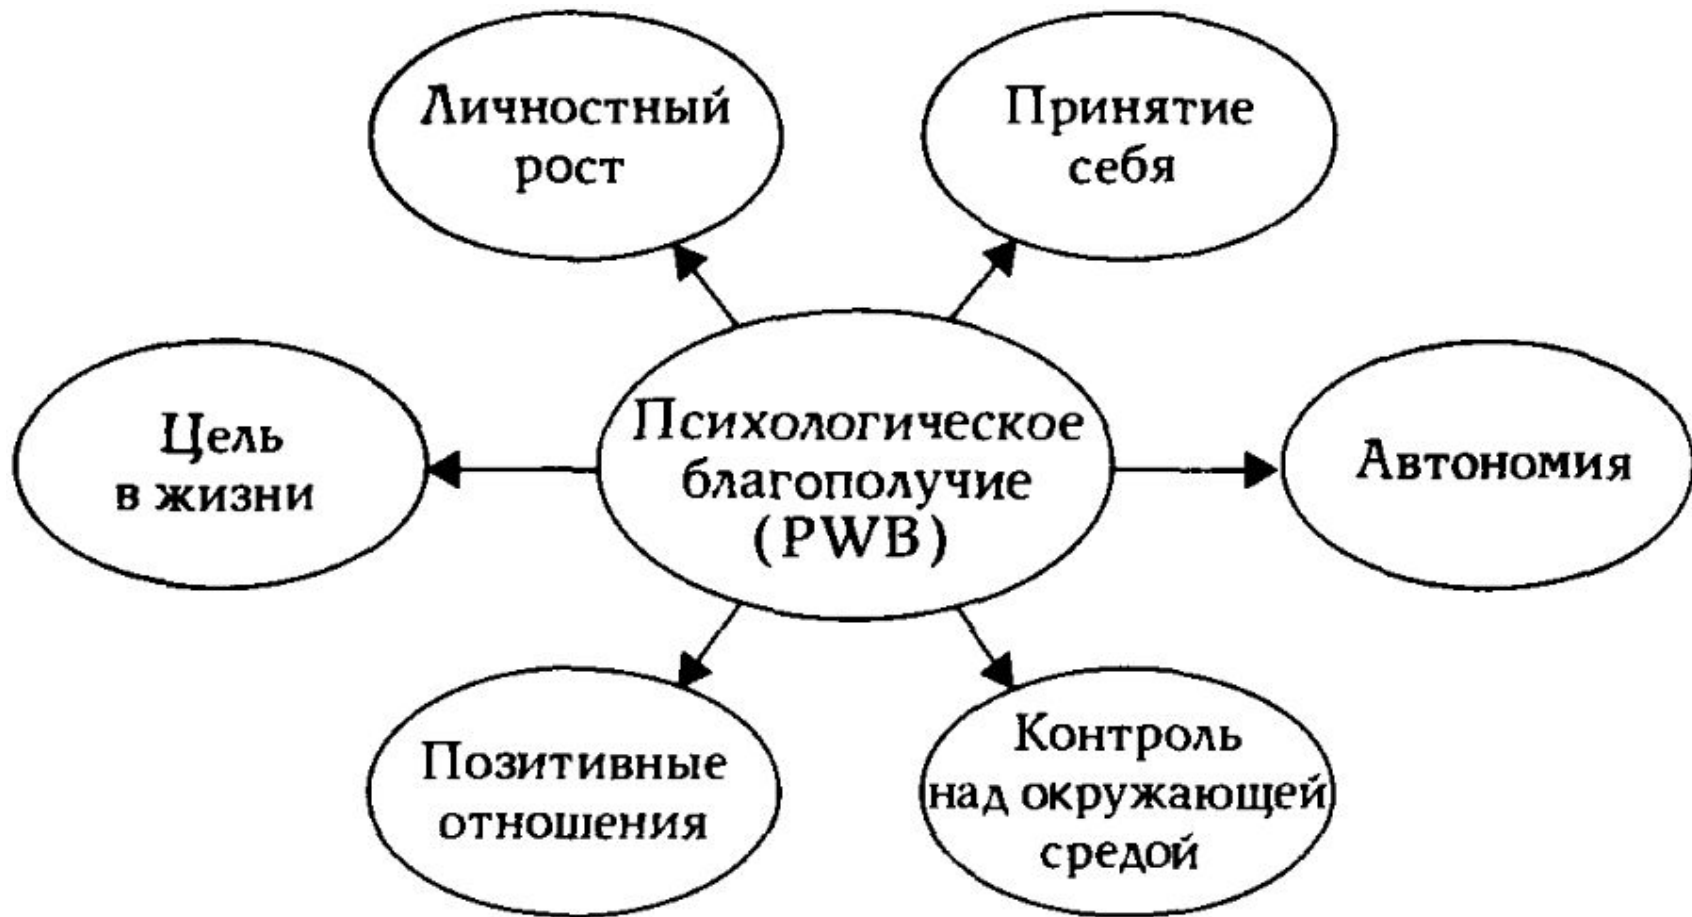 Личностный
рост
Принятие
себя
Цель
в жизни
Психологическое
благополучие
(PWB)
Автономия
Позитивные
отношения
Контроль
над окружающей
средой